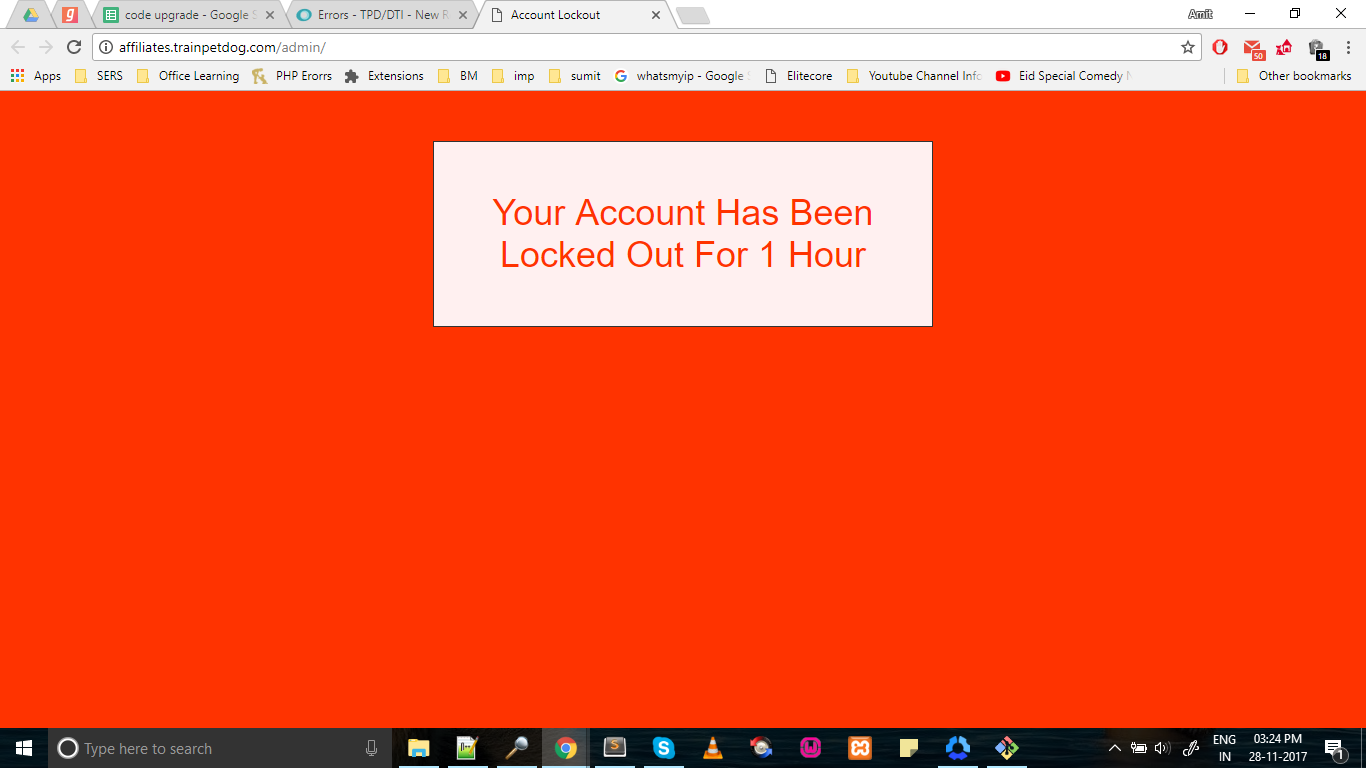 code upgrade - Google S
Errors - TPD/DTI - New R
Account Lockout
Amit
affiliates.trainpetdog.com/admin/
50
18
Apps
SERS
Office Learning
PHP Erorrs
Extensions
BM
imp
sumit
whatsmyip - Google S
Elitecore
Youtube Channel Info
Eid Special Comedy
Other bookmarks
Your Account Has Been
Locked Out For 1 Hour
Type here to search
ENG
IN
03:24 PM
28-11-2017
1